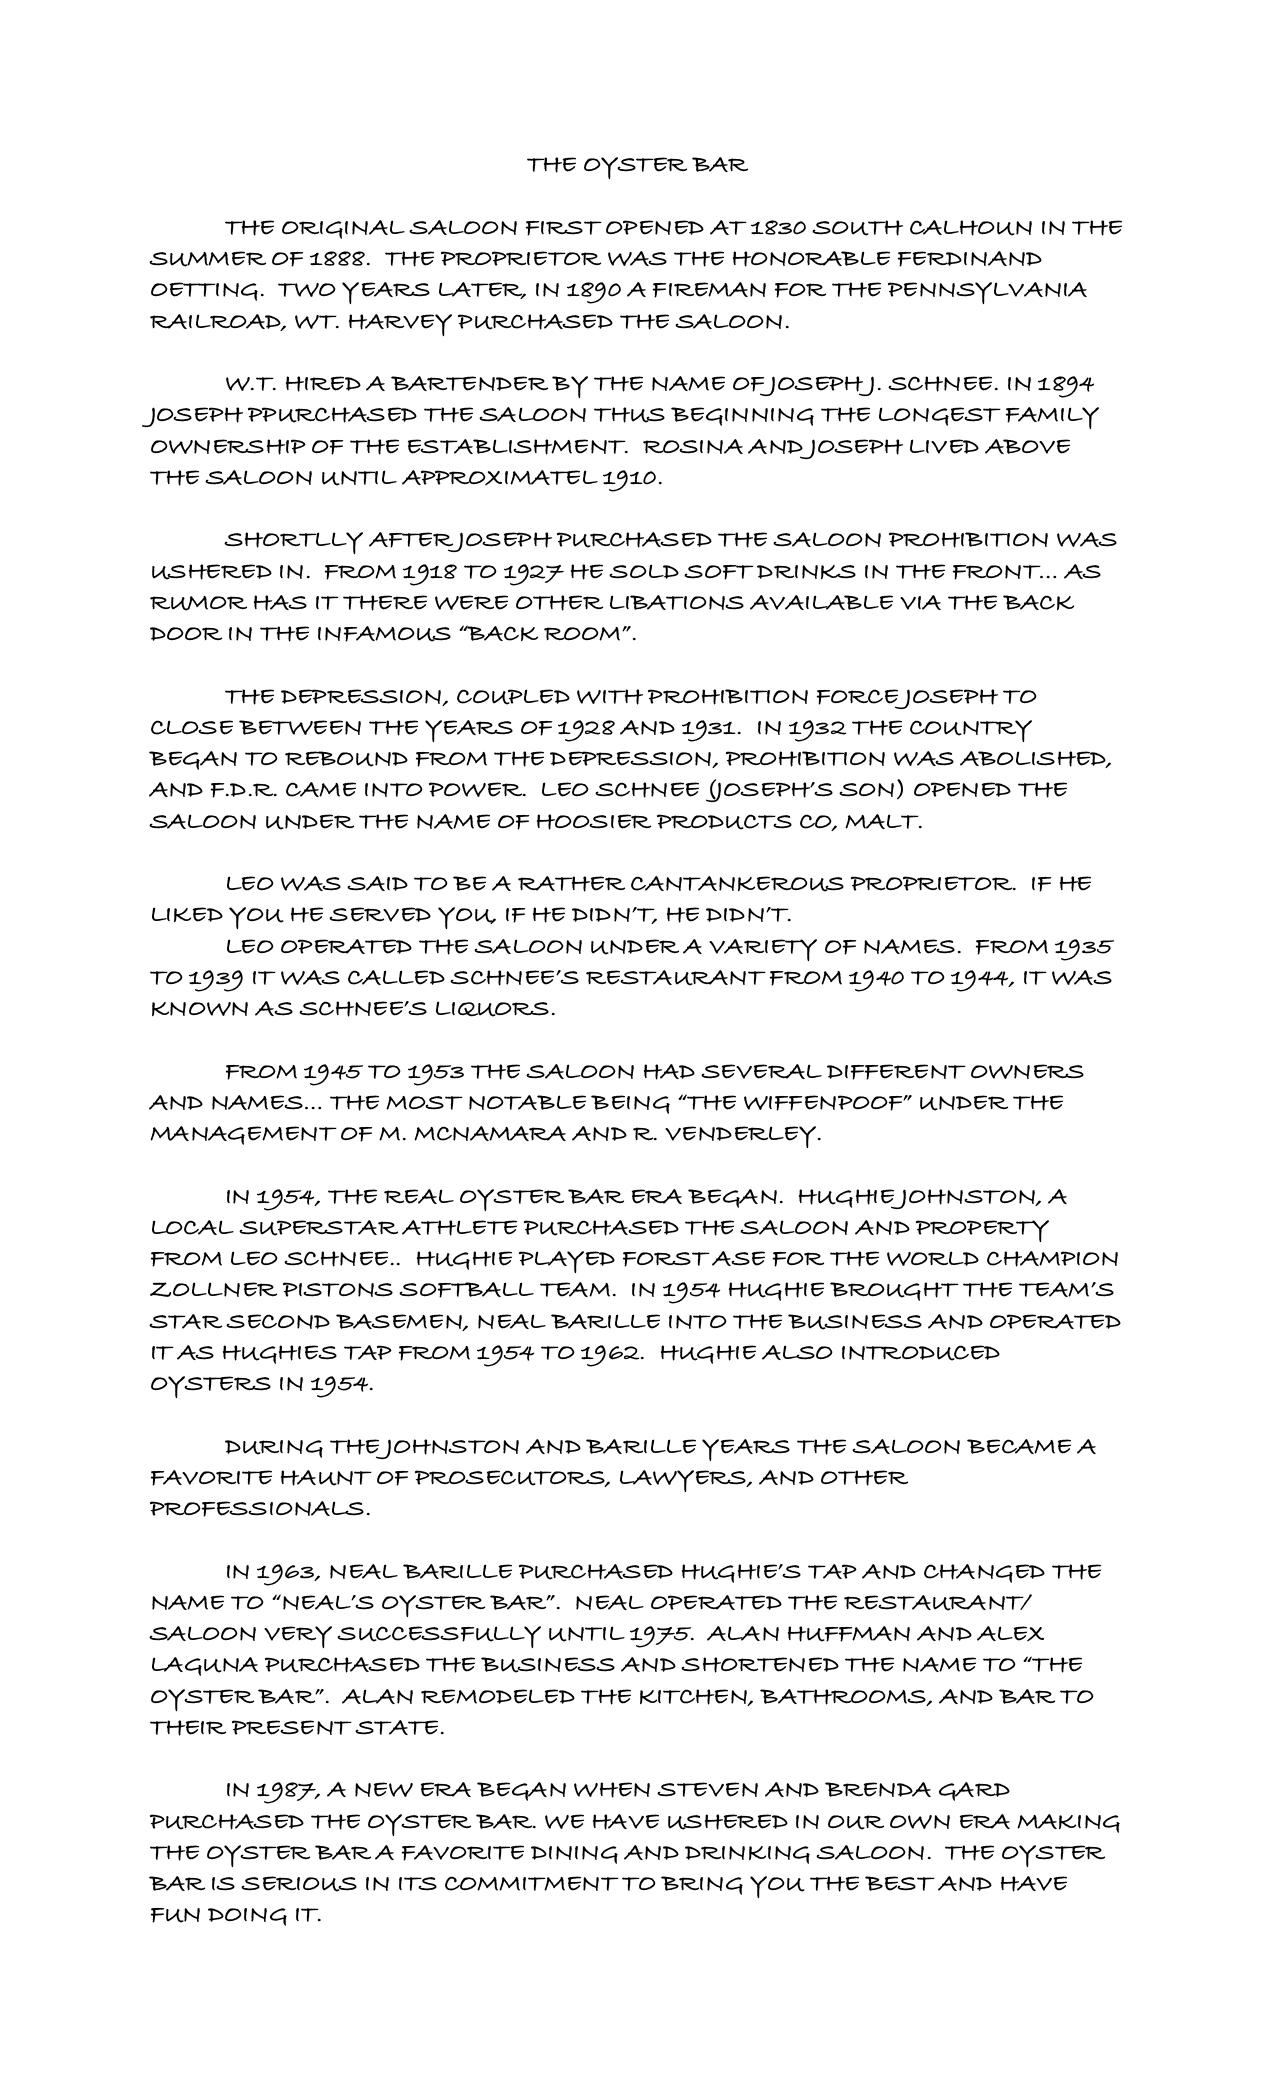 THE OYSTER BAR
THE ORIGINAL SALOON FIRST OPENED AT 1830 SOUTH CALHOUN IN THE
SUMMER OF 1888. THE PROPRIETOR WAS THE HONORABLE FERDINAND
OETTING. TWO YEARS LATER, IN 1890 A FIREMAN FOR THE PENNSYLVANIA
RAILROAD, WT. HARVEY PURCHASED THE SALOON.
W.T. HIRED A BARTENDER BY THE NAME OF JOSEPH J. SCHNEE. IN 1894
JOSEPH PPURCHASED THE SALOON THUS BEGINNING THE LONGEST FAMILY
OWNERSHIP OF THE ESTABLISHMENT. ROSINA AND JOSEPH LIVED ABOVE
THE SALOON UNTIL APPROXIMATEL 1910.
SHORTLLY AFTER JOSEPH PURCHASED THE SALOON PROHIBITION WAS
USHERED IN. FROM 1918 TO 1927 HE SOLD SOFT DRINKS IN THE FRONT... AS
RUMOR HAS IT THERE WERE OTHER LIBATIONS AVAILABLE VIA THE BACK
DOOR IN THE INFAMOUS “BACK ROOM”.
THE DEPRESSION, COUPLED WITH PROHIBITION FORCE JOSEPH TO
CLOSE BETWEEN THE YEARS OF 1928 AND 1931. IN 1932 THE COUNTRY
BEGAN TO REBOUND FROM THE DEPRESSION, PROHIBITION WAS ABOLISHED,
AND F.D.R. CAME INTO POWER. LEO SCHNEE (JOSEPH’S SON) OPENED THE
SALOON UNDER THE NAME OF HOOSIER PRODUCTS CO, MALT.
LEO WAS SAID TO BE A RATHER CANTANKEROUS PROPRIETOR. IF HE
LIKED YOU HE SERVED YOU, IF HE DIDN’T, HE DIDN’T.
LEO OPERATED THE SALOON UNDER A VARIETY OF NAMES. FROM 1935
TO 1939 IT WAS CALLED SCHNEE’S RESTAURANT FROM 1940 TO 1944, IT WAS
KNOWN AS SCHNEE’S LIQUORS.
FROM 1945 TO 1953 THE SALOON HAD SEVERAL DIFFERENT OWNERS
AND NAMES... THE MOST NOTABLE BEING “THE WIFFENPOOF” UNDER THE
MANAGEMENT OF M. MCNAMARA AND R. VENDERLEY.
IN 1954, THE REAL OYSTER BAR ERA BEGAN. HUGHIE JOHNSTON, A
LOCAL SUPERSTAR ATHLETE PURCHASED THE SALOON AND PROPERTY
FROM LEO SCHNEE.. HUGHIE PLAYED FORST ASE FOR THE WORLD CHAMPION
ZOLLNER PISTONS SOFTBALL TEAM. IN 1954 HUGHIE BROUGHT THE TEAM’S
STAR SECOND BASEMEN, NEAL BARILLE INTO THE BUSINESS AND OPERATED
IT AS HUGHIES TAP FROM 1954 TO 1962. HUGHIE ALSO INTRODUCED
OYSTERS IN 1954.
DURING THE JOHNSTON AND BARILLE YEARS THE SALOON BECAME A
FAVORITE HAUNT OF PROSECUTORS, LAWYERS, AND OTHER
PROFESSIONALS.
IN 1963, NEAL BARILLE PURCHASED HUGHIE’S TAP AND CHANGED THE
NAME TO “NEAL’S OYSTER BAR”. NEAL OPERATED THE RESTAURANT/
SALOON VERY SUCCESSFULLY UNTIL 1975. ALAN HUFFMAN AND ALEX
LAGUNA PURCHASED THE BUSINESS AND SHORTENED THE NAME TO “THE
OYSTER BAR”. ALAN REMODELED THE KITCHEN, BATHROOMS, AND BAR TO
THEIR PRESENT STATE.
IN 1987, A NEW ERA BEGAN WHEN STEVEN AND BRENDA GARD
PURCHASED THE OYSTER BAR. WE HAVE USHERED IN OUR OWN ERA MAKING
THE OYSTER BAR A FAVORITE DINING AND DRINKING SALOON. THE OYSTER
BAR IS SERIOUS IN ITS COMMITMENT TO BRING YOU THE BEST AND HAVE
FUN DOING IT.